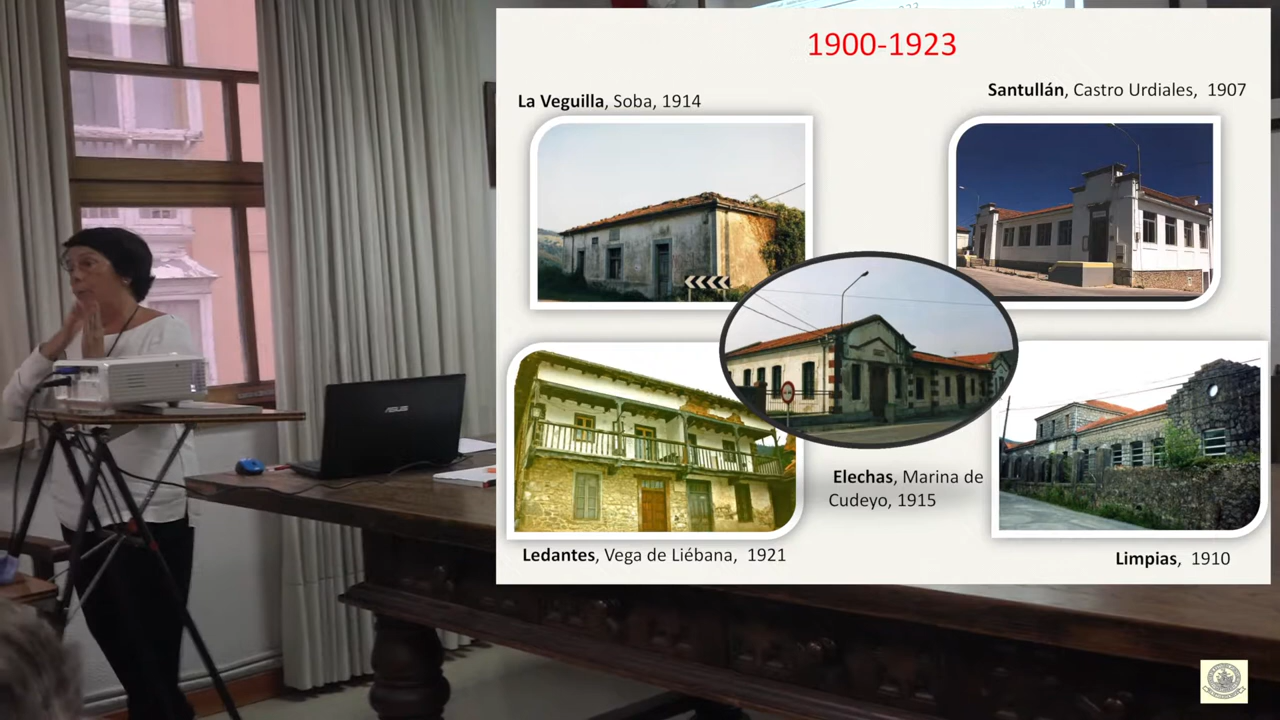 1900-1923
La Veguilla, Soba, 1914
Santullán, Castro Urdiales, 1907
Elechas, Marina de
Cudeyo, 1915
Ledantes, Vega de Liébana, 1921
Limpias, 1910
ASUS